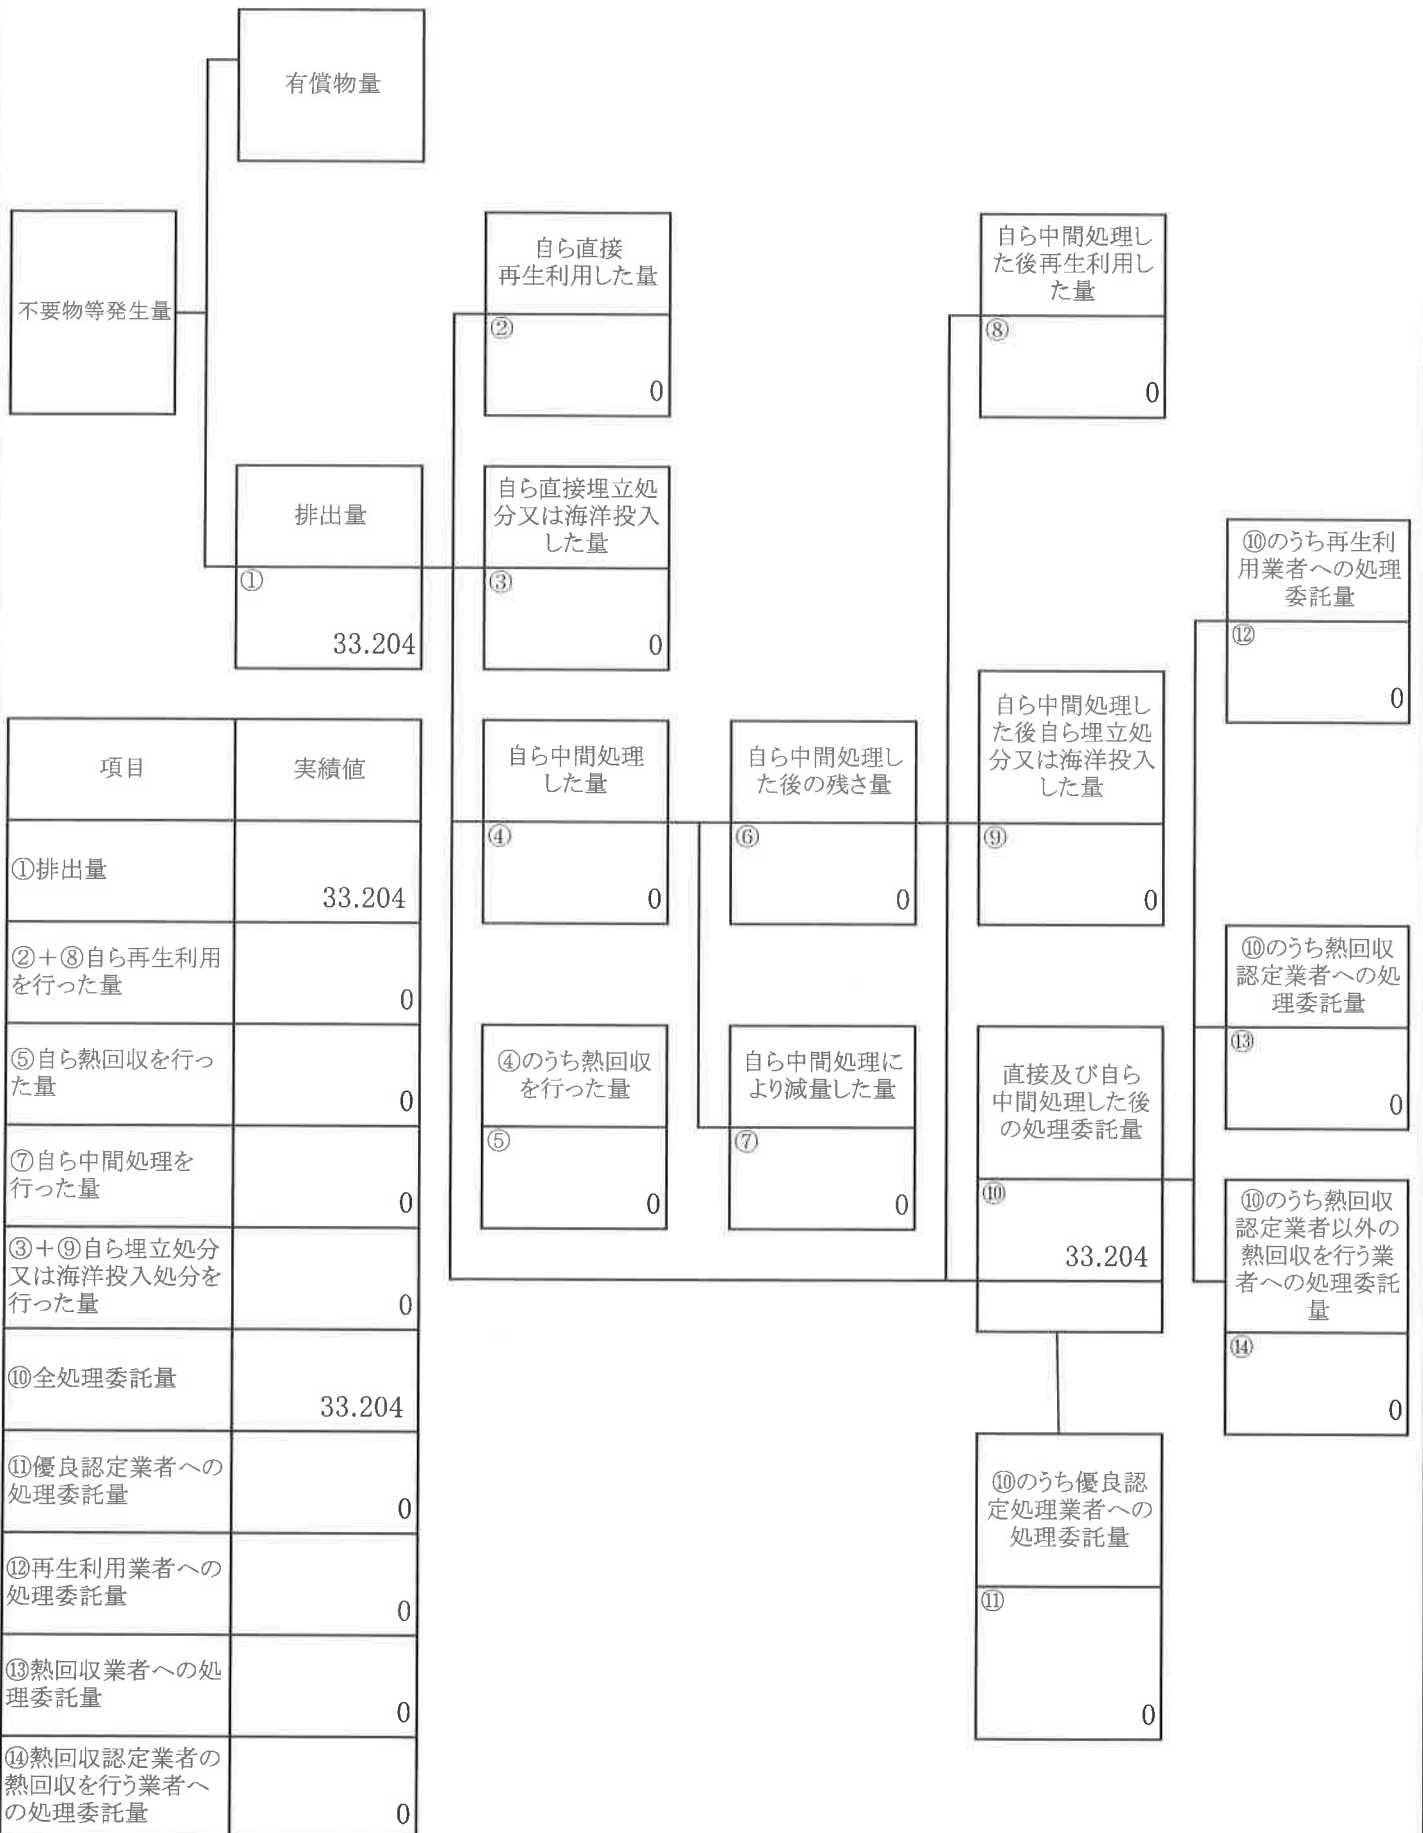 有償物量
不要物等発生量
自ら直接
再生利用した量
②
0
自ら中間処理し
た後再生利用し
た量
⑧
0
排出量
①
33.204
自ら直接埋立処
分又は海洋投入
した量
③
0
⑩のうち再生利
用業者への処理
委託量
⑫
0
自ら中間処理
した量
④
0
自ら中間処理し
た後の残さ量
⑥
0
自ら中間処理し
た後自ら埋立処
分又は海洋投入
した量
⑨
0
⑩のうち熱回収
認定業者への処
理委託量
⑬
0
④のうち熱回収
を行った量
⑤
0
自ら中間処理に
より減量した量
⑦
0
直接及び自ら
中間処理した後
の処理委託量
⑩
33.204
⑩のうち熱回収
認定業者以外の
熱回収を行う業
者への処理委託
量
⑭
0
⑩のうち優良認
定処理業者への
処理委託量
⑪
0
項目
実績値
①排出量
33.204
②+⑧自ら再生利用
を行った量
0
⑤自ら熱回収を行っ
た量
0
⑦自ら中間処理を
行った量
0
③+⑨自ら埋立処分
又は海洋投入処分を
行った量
0
⑩全処理委託量
33.204
⑪優良認定業者への
処理委託量
0
⑫再生利用業者への
処理委託量
0
⑬熱回収業者への処
理委託量
0
⑭熱回収認定業者の
熱回収を行う業者へ
の処理委託量
0